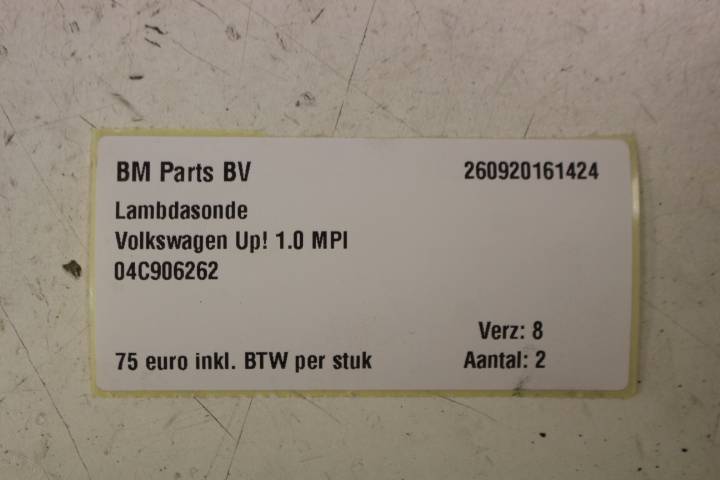 BM Parts BV 260920161424
Lambdasonde
Volkswagen Up! 1.0 MPI
04C906262
Verz: 8
75 euro inkl. BTW per stuk Aantal: 2